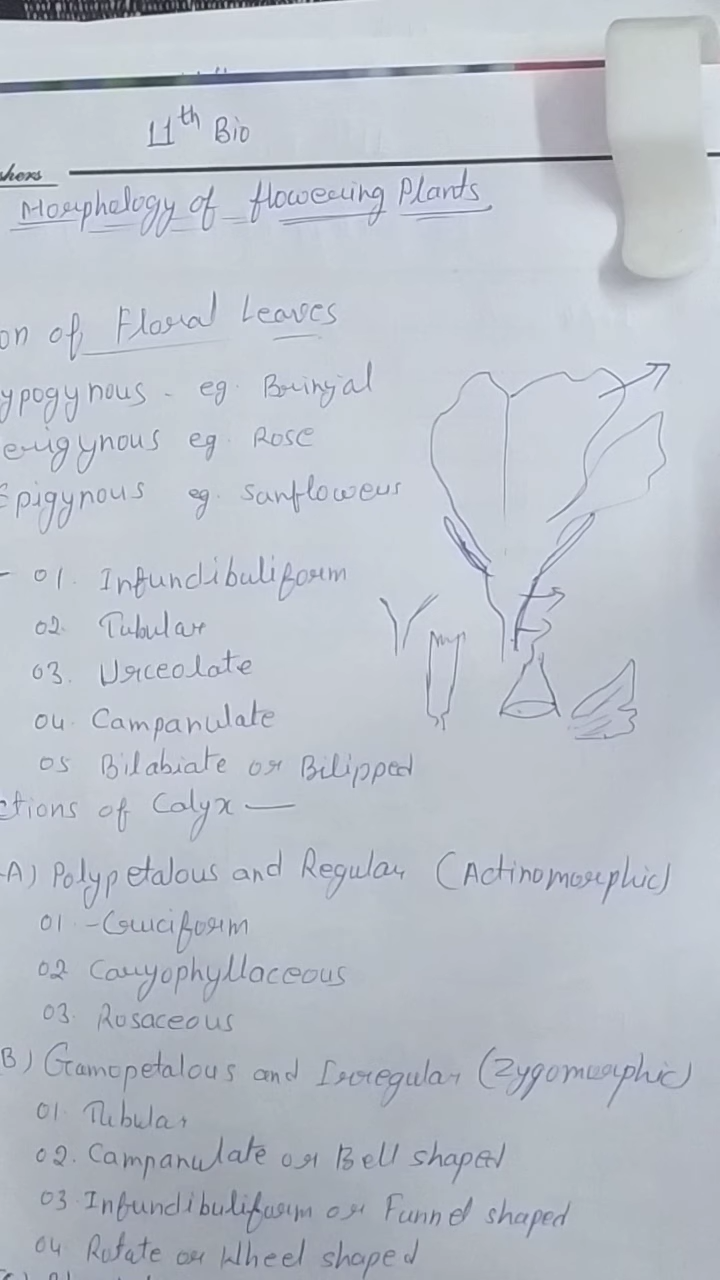 11th Bio
shers
Morphology of flowering Plants
on of Floral Leaves
ypogynous - eg. Bringjal
erigynous eg. Rose
Epigynous eg. Sanflowers
- 01. Infundibuliform
02. Tubular
03. Urceolate
04. Campanulate
05 Bilabiate or Bilipped
ctions of Calyx —
A) Polypetalous and Regular (Actinomorphic)
01 - Cruciform
02 Caryophyllaceous
03. Rosaceous
B) Gamopetalous and Irregular (Zygomorphic)
01. Tubular
02. Campanulate or Bell shaped
03 Infundibuliform or Funnel shaped
04 Rotate or Wheel shaped